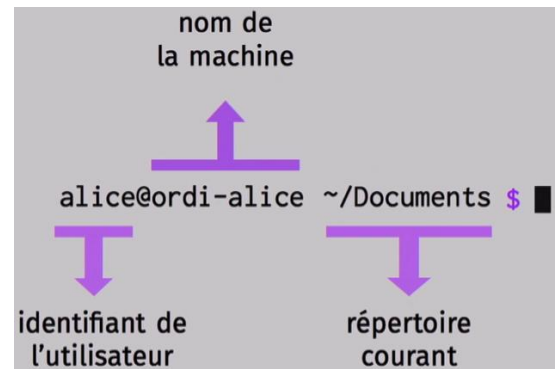 nom de
la machine
alice@ordi-alice ~/Documents $
identifiant de
l'utilisateur
répertoire
courant